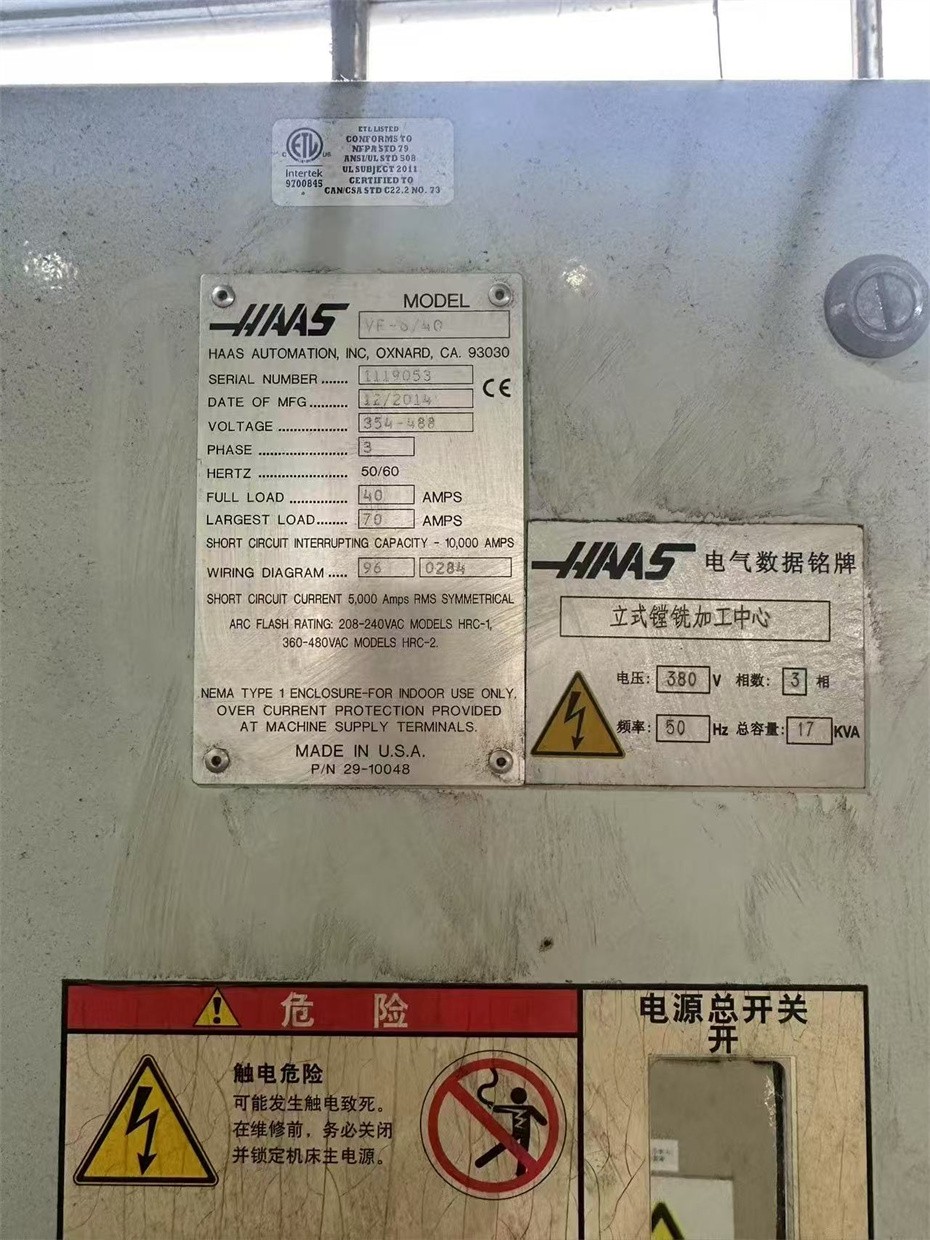 ETL LISTED
CONFORMS TO
NFPA STD 79
ANSI/UL STD 508
UL SUBJECT 2011
CERTIFIED TO
CAN/CSA STD C22.2 NO. 73
C ETL US
Intertek
9700845
HAAS
MODEL
HAAS AUTOMATION, INC, OXNARD, CA. 93030
SERIAL NUMBER ....... 1119053
CE
DATE OF MFG.......... 12/2014
VOLTAGE .................. 354-488
PHASE ....................... 3
HERTZ ....................... 50/60
FULL LOAD ............... 40 AMPS
LARGEST LOAD........ 70 AMPS
SHORT CIRCUIT INTERRUPTING CAPACITY - 10,000 AMPS
WIRING DIAGRAM ..... 96 0284
SHORT CIRCUIT CURRENT 5,000 Amps RMS SYMMETRICAL
ARC FLASH RATING: 208-240VAC MODELS HRC-1,
360-480VAC MODELS HRC-2.
NEMA TYPE 1 ENCLOSURE-FOR INDOOR USE ONLY.
OVER CURRENT PROTECTION PROVIDED
AT MACHINE SUPPLY TERMINALS.
MADE IN U.S.A.
P/N 29-10048
HAAS 电气数据铭牌
立式镗铣加工中心
电压: 380 V 相数: 3 相
频率: 50 Hz 总容量: 17 KVA
危 险
触电危险
可能发生触电致死。
在维修前，务必关闭
并锁定机床主电源。
电源总开关
开